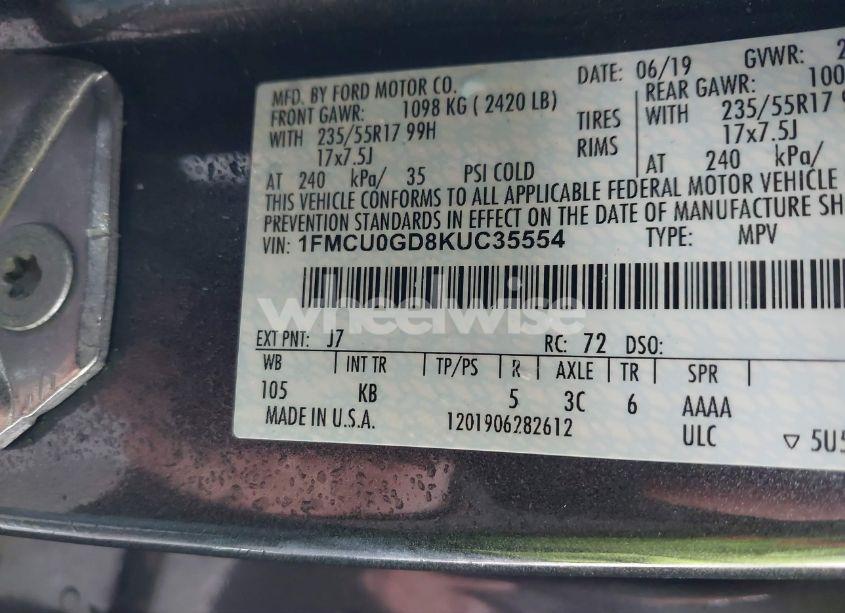 MFD. BY FORD MOTOR CO.
DATE: 06/19 GVWR:
FRONT GAWR: 1098 KG ( 2420 LB)
REAR GAWR:
WITH 235/55R17 99H TIRES WITH 235/55R17
17x7.5J RIMS 17x7.5J
AT 240 kPa/ 35 PSI COLD AT 240 kPa/
THIS VEHICLE CONFORMS TO ALL APPLICABLE FEDERAL MOTOR VEHICLE
PREVENTION STANDARDS IN EFFECT ON THE DATE OF MANUFACTURE
VIN: 1FMCU0GD8KUC35554 TYPE: MPV
wheelwise
EXT PNT: J7 RC: 72 DSO:
WB INT TR TP/PS R AXLE TR SPR
105 KB 5 3C 6 AAAA
MADE IN U.S.A. 1201906282612 ULC